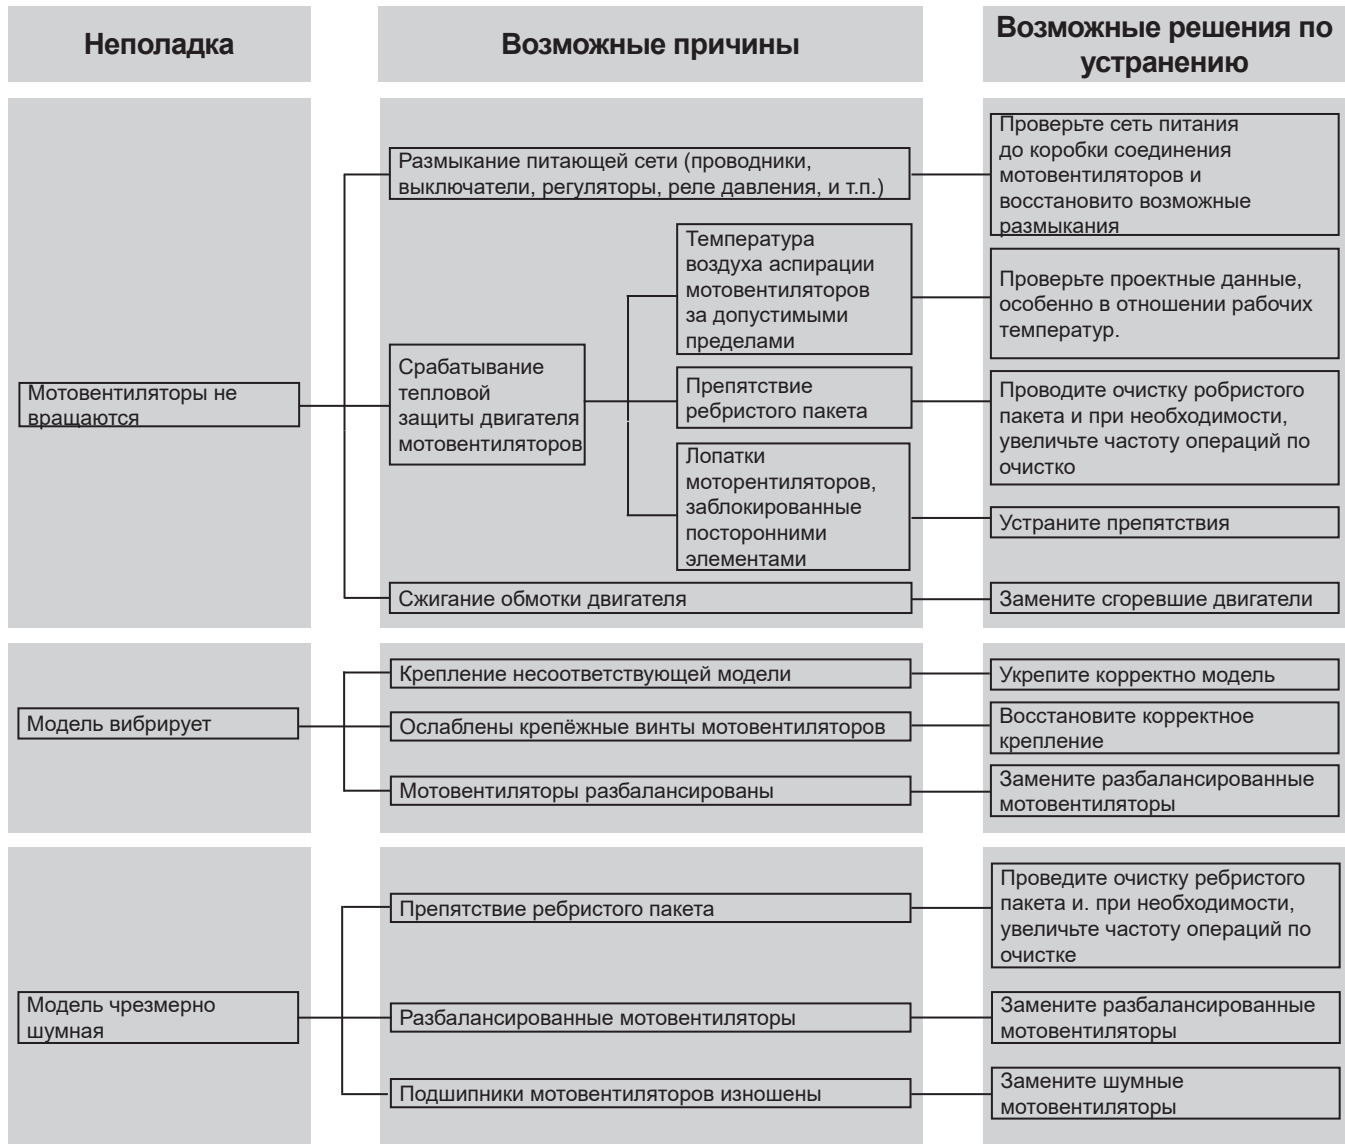 Неполадка
Возможные причины
Возможные решения по
устранению
Мотовентиляторы не
вращаются
Размыкание питающей сети (проводники,
выключатели, регуляторы, реле давления, и т.п.)
Проверьте сеть питания
до коробки соединения
мотовентиляторов и
восстановито возможные
размыкания
Срабатывание
тепловой
защиты двигателя
мотовентиляторов
Температура
воздуха аспирации
мотовентиляторов
за допустимыми
пределами
Проверьте проектные данные,
особенно в отношении рабочих
температур.
Препятствие
ребристого пакета
Проводите очистку робристого
пакета и при необходимости,
увеличьте частоту операций по
очистко
Лопатки
моторентиляторов,
заблокированные
посторонними
элементами
Устраните препятствия
Сжигание обмотки двигателя
Замените сгоревшие двигатели
Модель вибрирует
Крепление несоответствующей модели
Укрепите корректно модель
Ослаблены крепёжные винты мотовентиляторов
Восстановите корректное
крепление
Мотовентиляторы разбалансированы
Замените разбалансированные
мотовентиляторы
Модель чрезмерно
шумная
Препятствие ребристого пакета
Проведите очистку ребристого
пакета и. при необходимости,
увеличьте частоту операций по
очистке
Разбалансированные мотовентиляторы
Замените разбалансированные
мотовентиляторы
Подшипники мотовентиляторов изношены
Замените шумные
мотовентиляторы